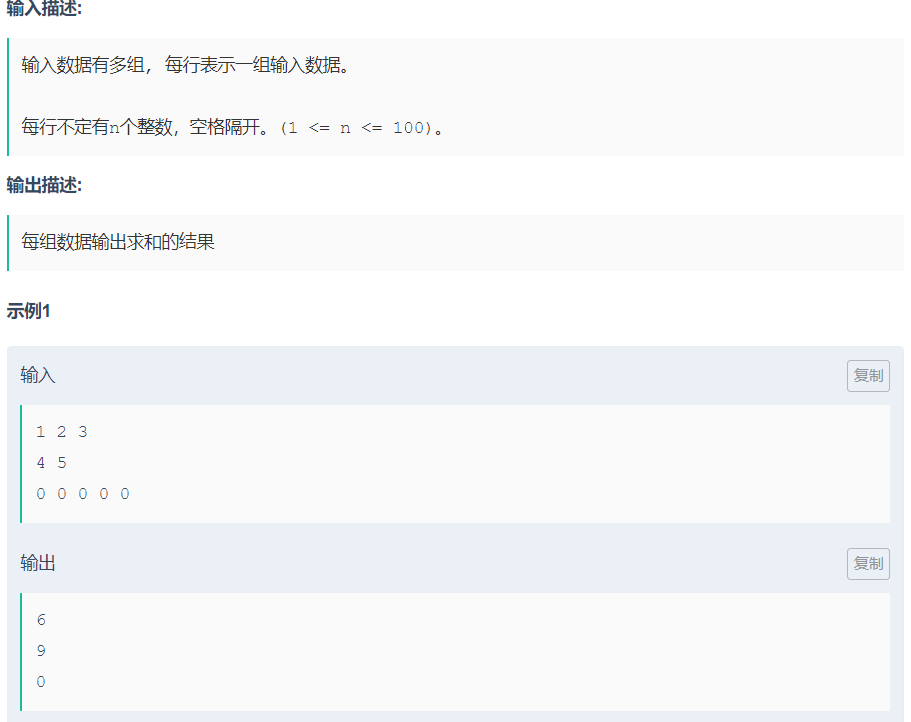 输入描述:
输入数据有多组, 每行表示一组输入数据。
每行不定有n个整数，空格隔开。(1 <= n <= 100)。
输出描述:
每组数据输出求和的结果
示例1
输入
复制
1 2 3
4 5
0 0 0 0 0
输出
复制
6
9
0